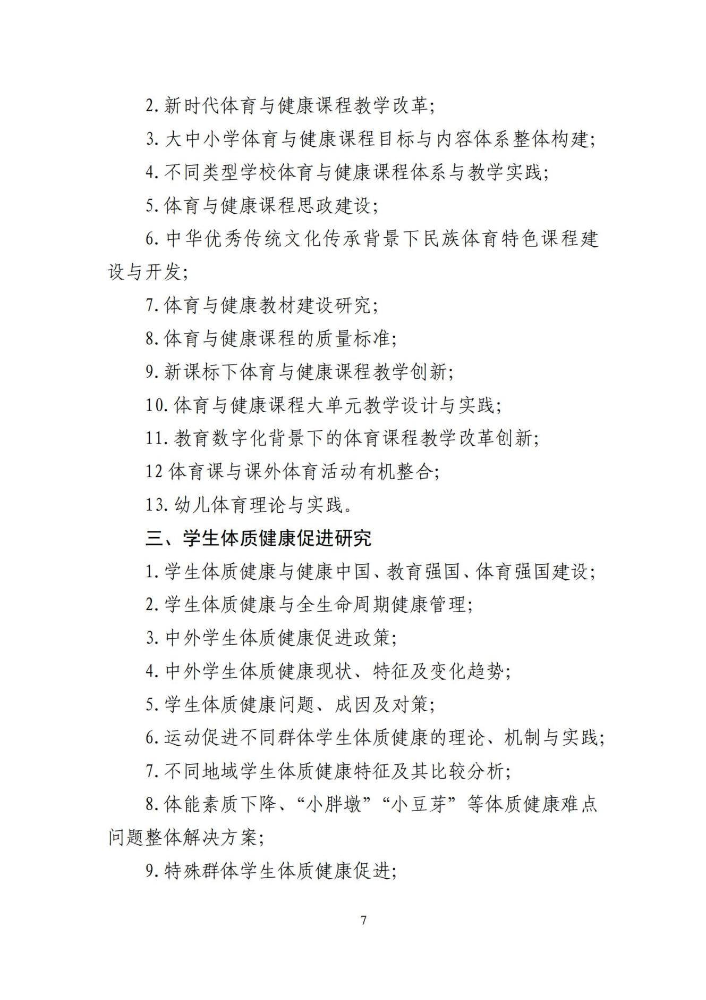 2.新时代体育与健康课程教学改革；
3.大中小学体育与健康课程目标与内容体系整体构建；
4.不同类型学校体育与健康课程体系与教学实践；
5.体育与健康课程思政建设；
6.中华优秀传统文化传承背景下民族体育特色课程建
设与开发；
7.体育与健康教材建设研究；
8.体育与健康课程的质量标准；
9.新课标下体育与健康课程教学创新；
10.体育与健康课程大单元教学设计与实践；
11.教育数字化背景下的体育课程教学改革创新；
12 体育课与课外体育活动有机整合；
13.幼儿体育理论与实践。
三、学生体质健康促进研究
1.学生体质健康与健康中国、教育强国、体育强国建设；
2.学生体质健康与全生命周期健康管理；
3.中外学生体质健康促进政策；
4.中外学生体质健康现状、特征及变化趋势；
5.学生体质健康问题、成因及对策；
6.运动促进不同群体学生体质健康的理论、机制与实践；
7.不同地域学生体质健康特征及其比较分析；
8.体能素质下降、“小胖墩”“小豆芽” 等体质健康难点
问题整体解决方案；
9.特殊群体学生体质健康促进；
7